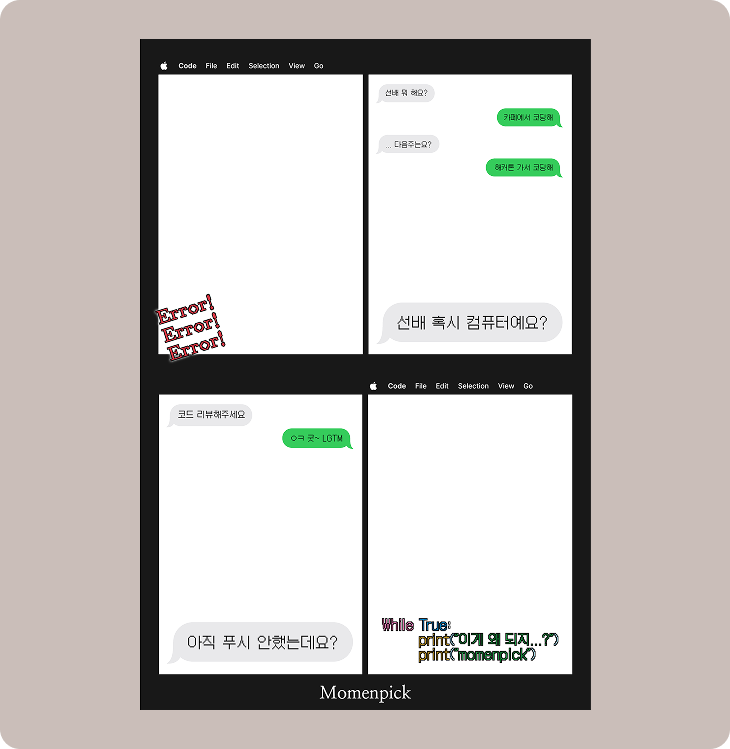 Code File Edit Selection View Go
Error!
Error!
Error!
선배 뭐 해요?
카페에서 코딩해
... 다음주는요?
해커톤 가서 코딩해
선배 혹시 컴퓨터예요?
코드 리뷰해주세요
ㅇㅋ 굿~ LGTM
아직 푸시 안했는데요?
Code File Edit Selection View Go
While True:
print("이게 왜 되지...?")
print("momenpick")
Momenpick